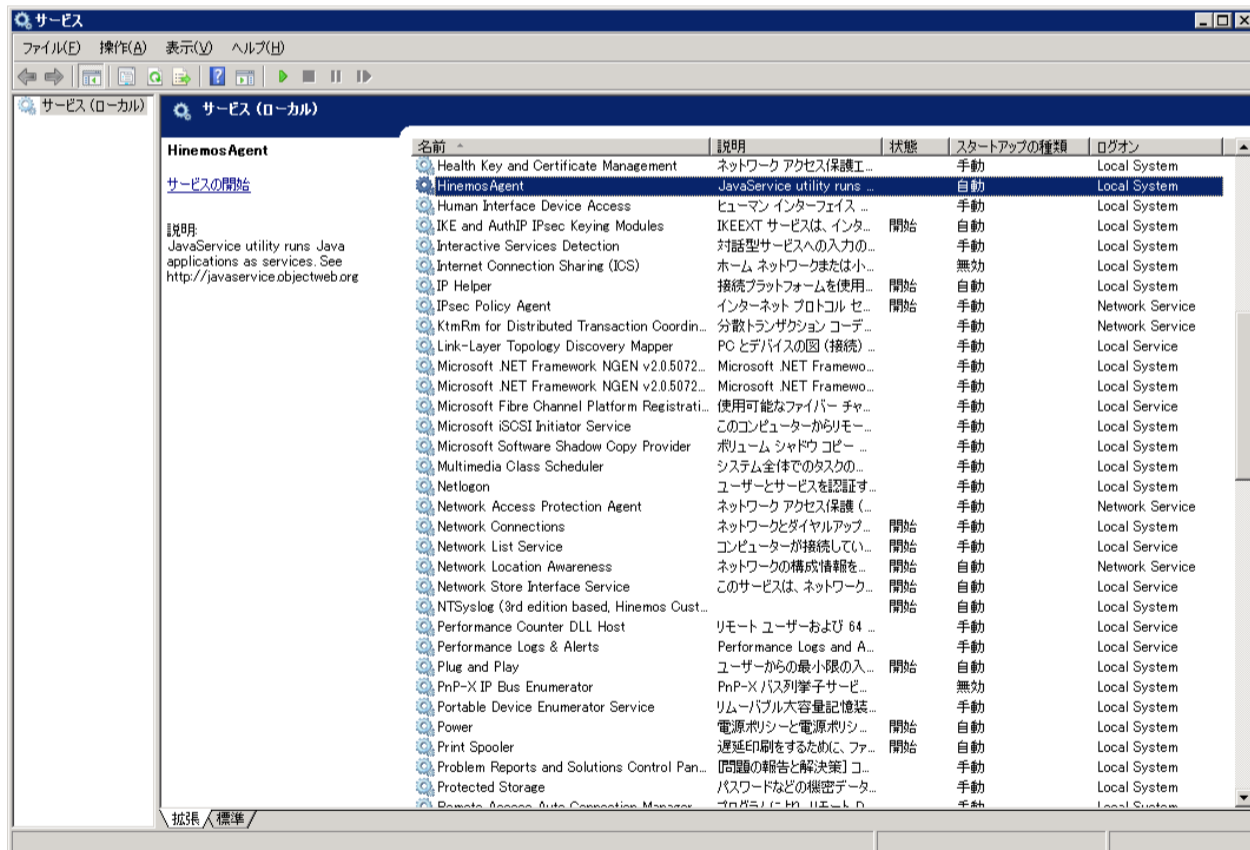 サービス
ファイル(F) 操作(A) 表示(V) ヘルプ(H)
サービス (ローカル)
サービス (ローカル)
HinemosAgent
サービスの開始
説明:
JavaService utility runs Java
applications as services. See
http://javaservice.objectweb.org
名前 説明 状態 スタートアップの種類 ログオン
Health Key and Certificate Management ネットワーク アクセス保護エ... 手動 Local System
HinemosAgent JavaService utility runs ... 自動 Local System
Human Interface Device Access ヒューマン インターフェイス ... 手動 Local System
IKE and AuthIP IPsec Keying Modules IKEEXT サービスは、インタ... 開始 自動 Local System
Interactive Services Detection 対話型サービスへの入力の... 手動 Local System
Internet Connection Sharing (ICS) ホーム ネットワークまたは小... 無効 Local System
IP Helper 接続プラットフォームを使用... 開始 自動 Local System
IPsec Policy Agent インターネット プロトコル セ... 開始 手動 Network Service
KtmRm for Distributed Transaction Coordin... 分散トランザクション コーデ... 手動 Network Service
Link-Layer Topology Discovery Mapper PC とデバイスの図 (接続) ... 手動 Local Service
Microsoft .NET Framework NGEN v2.0.5072... Microsoft .NET Framewo... 手動 Local System
Microsoft .NET Framework NGEN v2.0.5072... Microsoft .NET Framewo... 手動 Local System
Microsoft Fibre Channel Platform Registrati... 使用可能なファイバー チャ... 手動 Local Service
Microsoft iSCSI Initiator Service このコンピューターからリモー... 手動 Local System
Microsoft Software Shadow Copy Provider ボリューム シャドウ コピー ... 手動 Local System
Multimedia Class Scheduler システム全体でのタスクの... 手動 Local System
Netlogon ユーザーとサービスを認証す... 手動 Local System
Network Access Protection Agent ネットワーク アクセス保護 (... 手動 Network Service
Network Connections ネットワークとダイヤルアップ... 開始 手動 Local System
Network List Service コンピューターが接続してい... 開始 手動 Local Service
Network Location Awareness ネットワークの構成情報を... 開始 自動 Network Service
Network Store Interface Service このサービスは、ネットワーク... 開始 自動 Local Service
NTSyslog (3rd edition based, Hinemos Cust... 開始 自動 Local System
Performance Counter DLL Host リモート ユーザーおよび 64 ... 手動 Local Service
Performance Logs & Alerts Performance Logs and A... 手動 Local Service
Plug and Play ユーザーからの最小限の入... 開始 自動 Local System
PnP-X IP Bus Enumerator PnP-X バス列挙子サービ... 無効 Local System
Portable Device Enumerator Service リムーバブル大容量記憶装... 手動 Local System
Power 電源ポリシーと電源ポリシ... 開始 自動 Local System
Print Spooler 遅延印刷をするために、ファ... 開始 自動 Local System
Problem Reports and Solutions Control Pan... [問題の報告と解決策] コ... 手動 Local System
Protected Storage パスワードなどの機密データ... 手動 Local System
Remote Access Auto Connection Manager プログラムにより、リモート D... 手動 Local System
拡張 標準